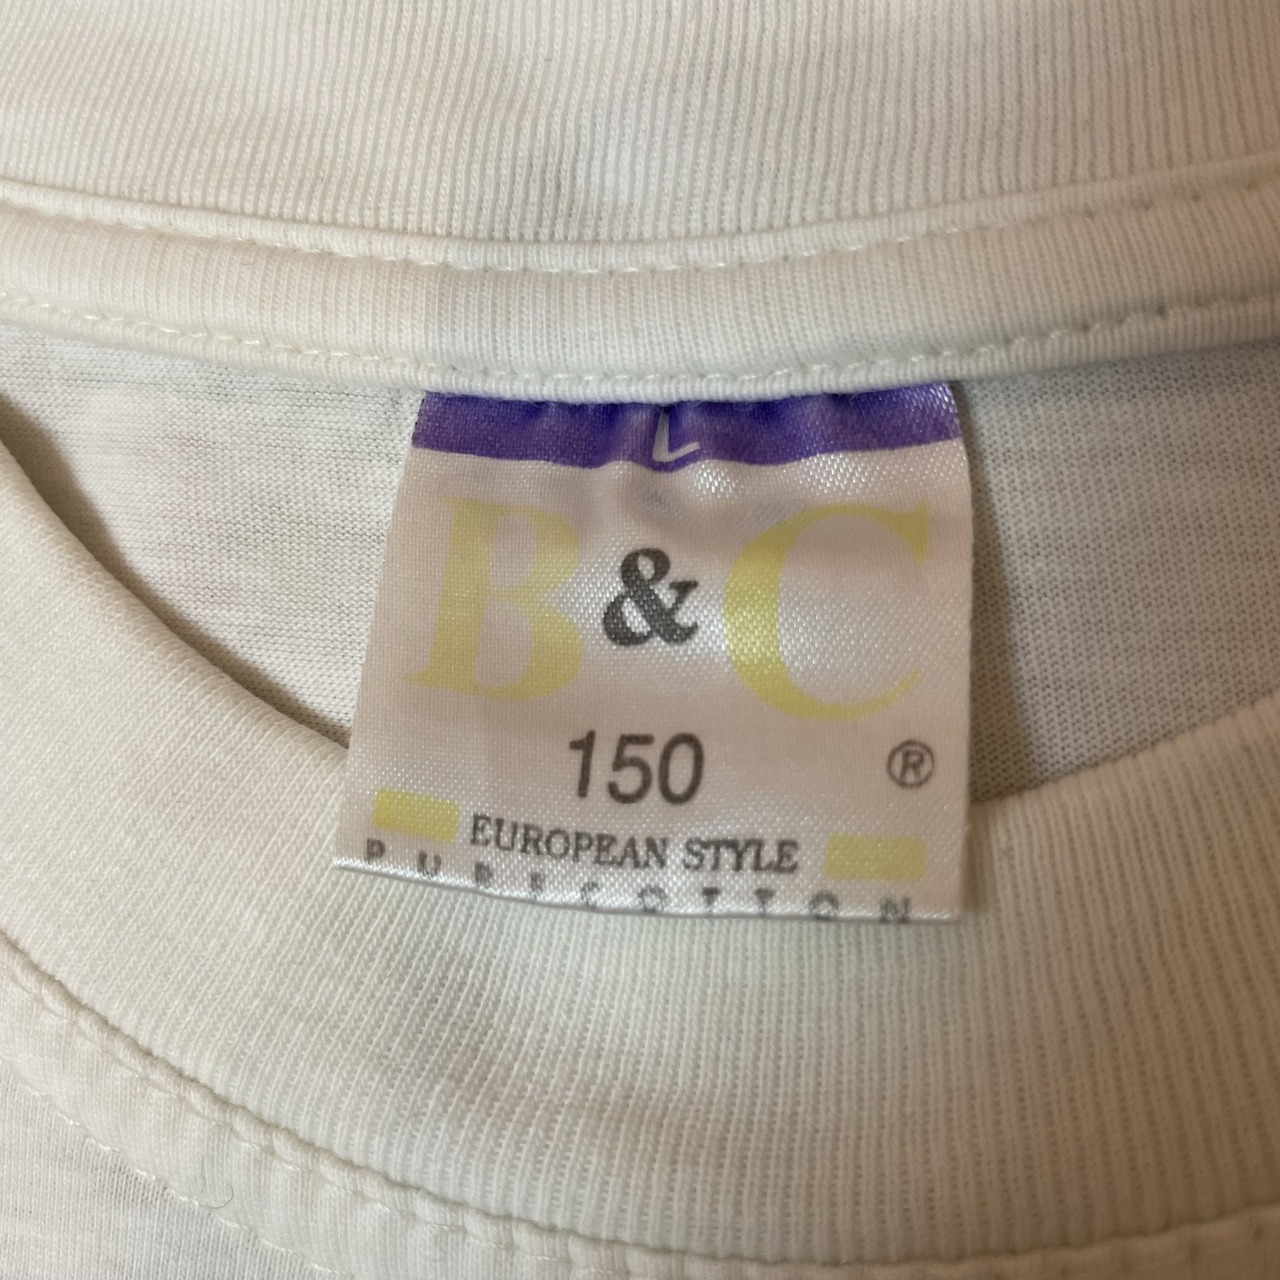 L
B & C
150 ®
EUROPEAN STYLE
PURE COTTON